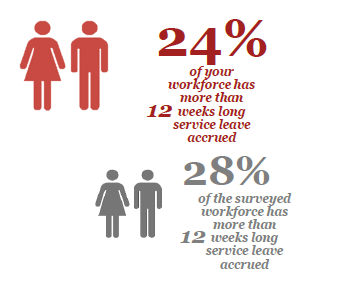 24%
of your
workforce has
more than
12 weeks long
service leave
accrued
28%
of the surveyed
workforce has
more than
12 weeks long
service leave
accrued